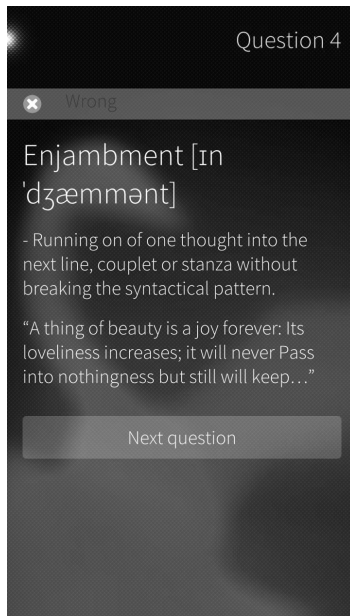 Question 4
Wrong
Enjambment [ɪn
ˈdʒæmmənt]
- Running on of one thought into the
next line, couplet or stanza without
breaking the syntactical pattern.
“A thing of beauty is a joy forever: Its
loveliness increases; it will never Pass
into nothingness but still will keep…”
Next question